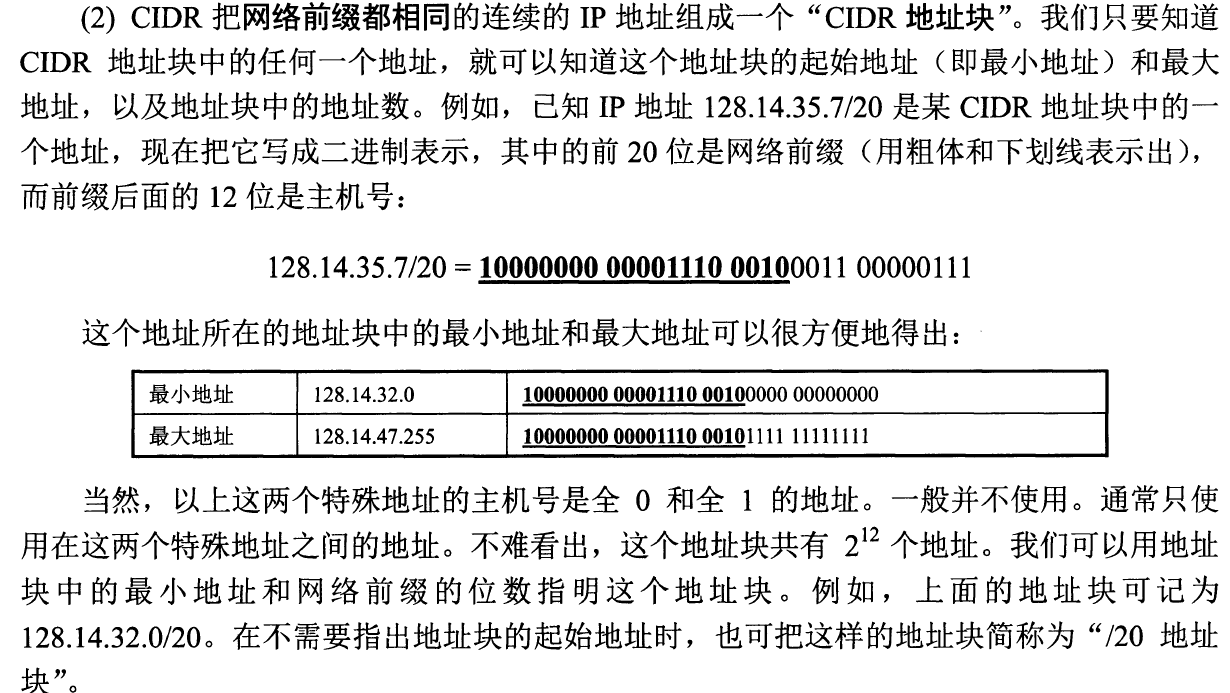 (2) CIDR 把网络前缀都相同的连续的 IP 地址组成一个“CIDR 地址块”。我们只要知道
CIDR 地址块中的任何一个地址，就可以知道这个地址块的起始地址（即最小地址）和最大
地址，以及地址块中的地址数。例如，已知 IP 地址 128.14.35.7/20 是某 CIDR 地址块中的一
个地址，现在把它写成二进制表示，其中的前 20 位是网络前缀（用粗体和下划线表示出），
而前缀后面的 12 位是主机号：
128.14.35.7/20 = 10000000 00001110 00100011 00000111
这个地址所在的地址块中的最小地址和最大地址可以很方便地得出：
最小地址 128.14.32.0 10000000 00001110 00100000 00000000
最大地址 128.14.47.255 10000000 00001110 00101111 11111111
当然，以上这两个特殊地址的主机号是全 0 和全 1 的地址。一般并不使用。通常只使
用在这两个特殊地址之间的地址。不难看出，这个地址块共有 2¹² 个地址。我们可以用地址
块中的最小地址和网络前缀的位数指明这个地址块。例如，上面的地址块可记为
128.14.32.0/20。在不需要指出地址块的起始地址时，也可把这样的地址块简称为“/20 地址
块”。